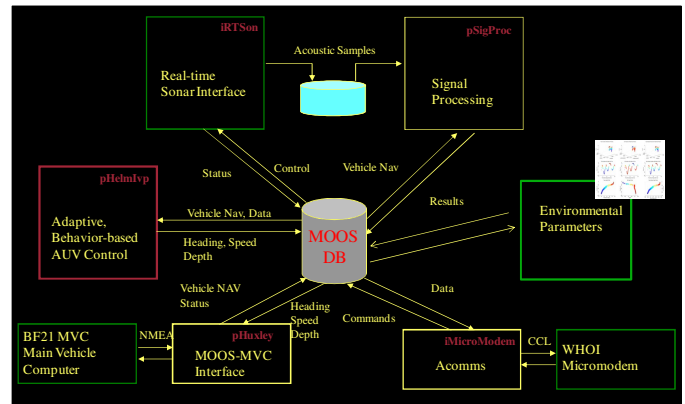 iRTSon
Real-time
Sonar Interface
Acoustic Samples
pSigProc
Signal
Processing
Status
Control
Vehicle Nav
Results
pHelmIvp
Adaptive,
Behavior-based
AUV Control
Vehicle Nav, Data
Heading, Speed
Depth
MOOS
DB
Environmental
Parameters
Vehicle NAV
Status
Heading
Speed
Depth
Commands
Data
BF21 MVC
Main Vehicle
Computer
NMEA
pHuxley
MOOS-MVC
Interface
iMicroModem
Acomms
CCL
WHOI
Micromodem